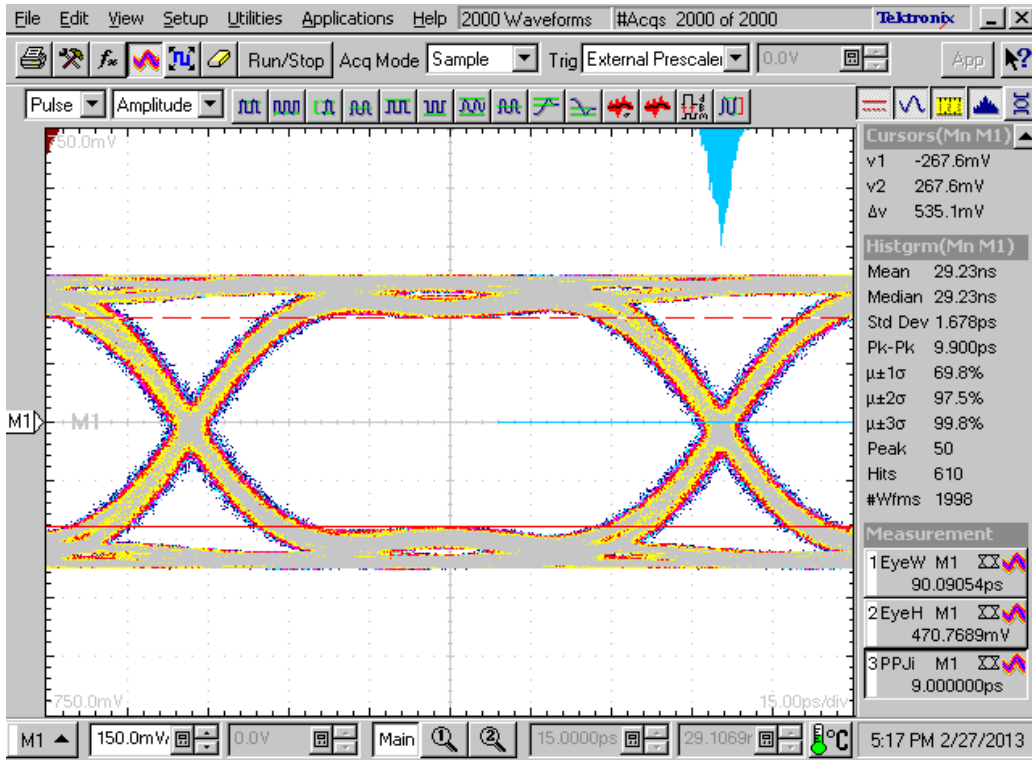 File Edit View Setup Utilities Applications Help 2000 Waveforms #Acqs 2000 of 2000 Tektronix
Run/Stop Acq Mode Sample Trig External Prescaler 0.0V App
Pulse Amplitude
750.0mV
Cursors(Mn M1)
v1 -267.6mV
v2 267.6mV
Δv 535.1mV
Histgrm(Mn M1)
Mean 29.23ns
Median 29.23ns
Std Dev 1.678ps
Pk-Pk 9.900ps
μ±1σ 69.8%
μ±2σ 97.5%
μ±3σ 99.8%
Peak 50
Hits 610
#Wfms 1998
M1 M1
Measurement
1 EyeW M1
90.09054ps
2 EyeH M1
470.7689mV
3 PPJi M1
9.000000ps
-750.0mV 15.00ps/div
M1 150.0mV/ 0.0V Main 1 2 15.0000ps 29.1069r °C 5:17 PM 2/27/2013